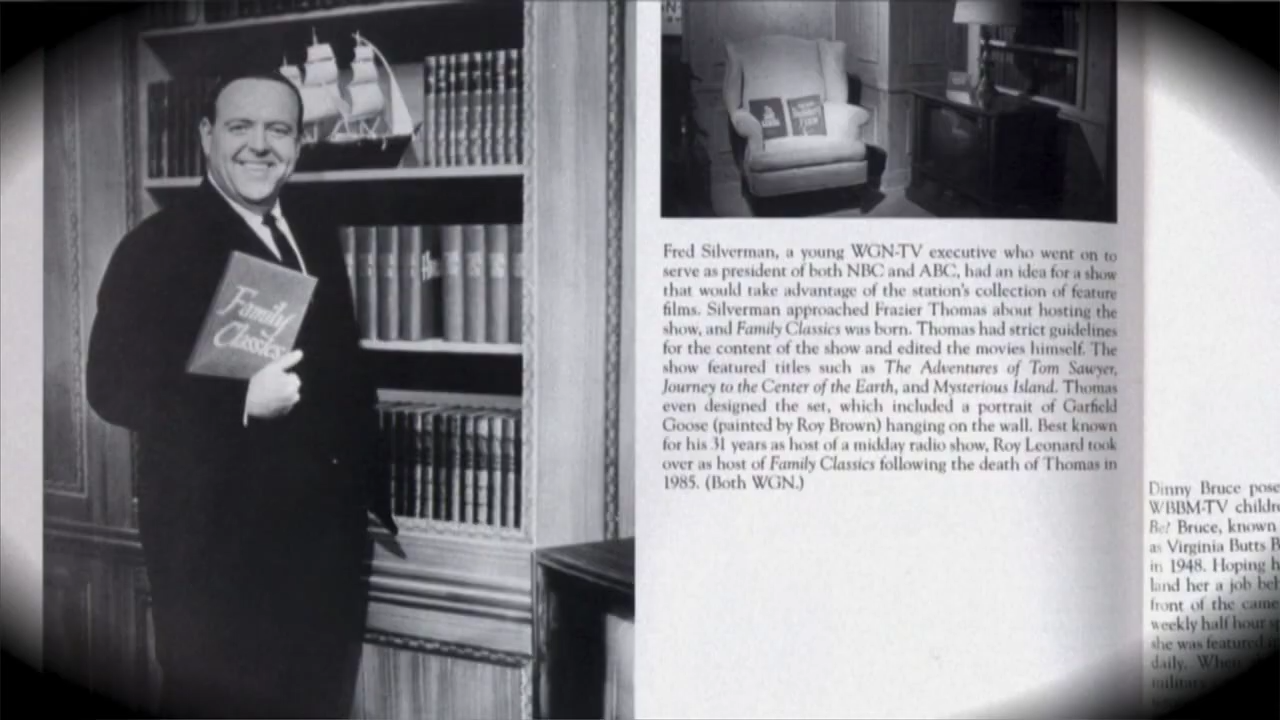 Family
Classics
Fred Silverman, a young WGN-TV executive who went on to
serve as president of both NBC and ABC, had an idea for a show
that would take advantage of the station's collection of feature
films. Silverman approached Frazier Thomas about hosting the
show, and Family Classics was born. Thomas had strict guidelines
for the content of the show and edited the movies himself. The
show featured titles such as The Adventures of Tom Sawyer,
Journey to the Center of the Earth, and Mysterious Island. Thomas
even designed the set, which included a portrait of Garfield
Goose (painted by Roy Brown) hanging on the wall. Best known
for his 31 years as host of a midday radio show, Roy Leonard took
over as host of Family Classics following the death of Thomas in
1985. (Both WGN.)
Dinny Bruce pose
WBBM-TV childre
Be? Bruce, known
as Virginia Butts B
in 1948. Hoping h
land her a job beh
front of the came
weekly half hour
she was featured
daily. When
military